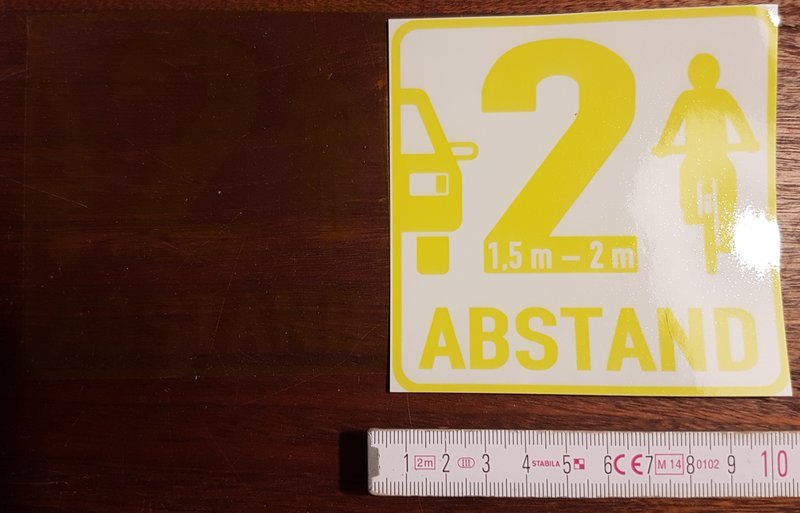 2
1,5 m – 2 m
ABSTAND
1 2m 2 III 3 4 STABILA 5 6 CE 7 M 14 8 0102 9 10